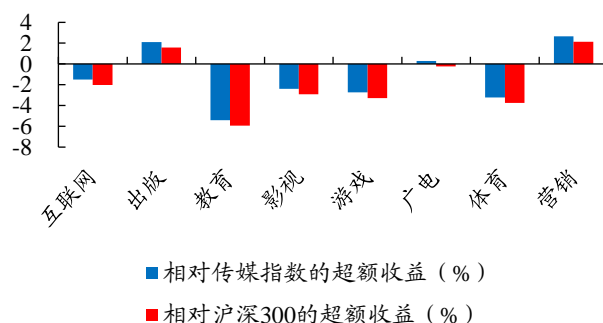 4
2
0
-2
-4
-6
-8
互联网
出版
教育
影视
游戏
广电
体育
营销
相对传媒指数的超额收益（%）
相对沪深300的超额收益（%）